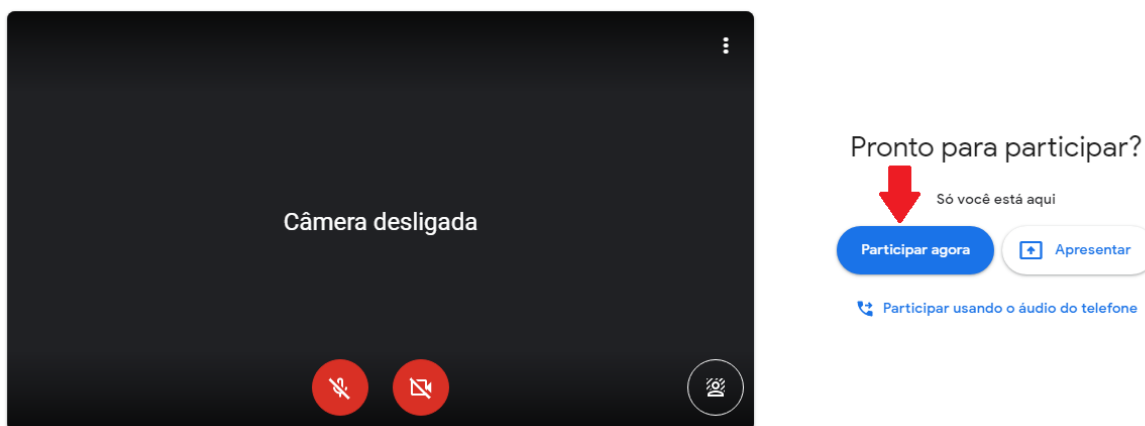 Câmera desligada
Pronto para participar?
Só você está aqui
Participar agora
Apresentar
Participar usando o áudio do telefone